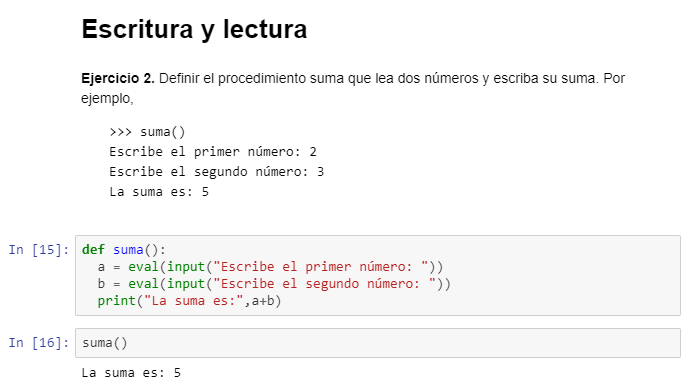 Escritura y lectura
Ejercicio 2. Definir el procedimiento suma que lea dos números y escriba su suma. Por
ejemplo,
>>> suma()
Escribe el primer número: 2
Escribe el segundo número: 3
La suma es: 5
In [15]: def suma():
  a = eval(input("Escribe el primer número: "))
  b = eval(input("Escribe el segundo número: "))
  print("La suma es:",a+b)
In [16]: suma()
La suma es: 5